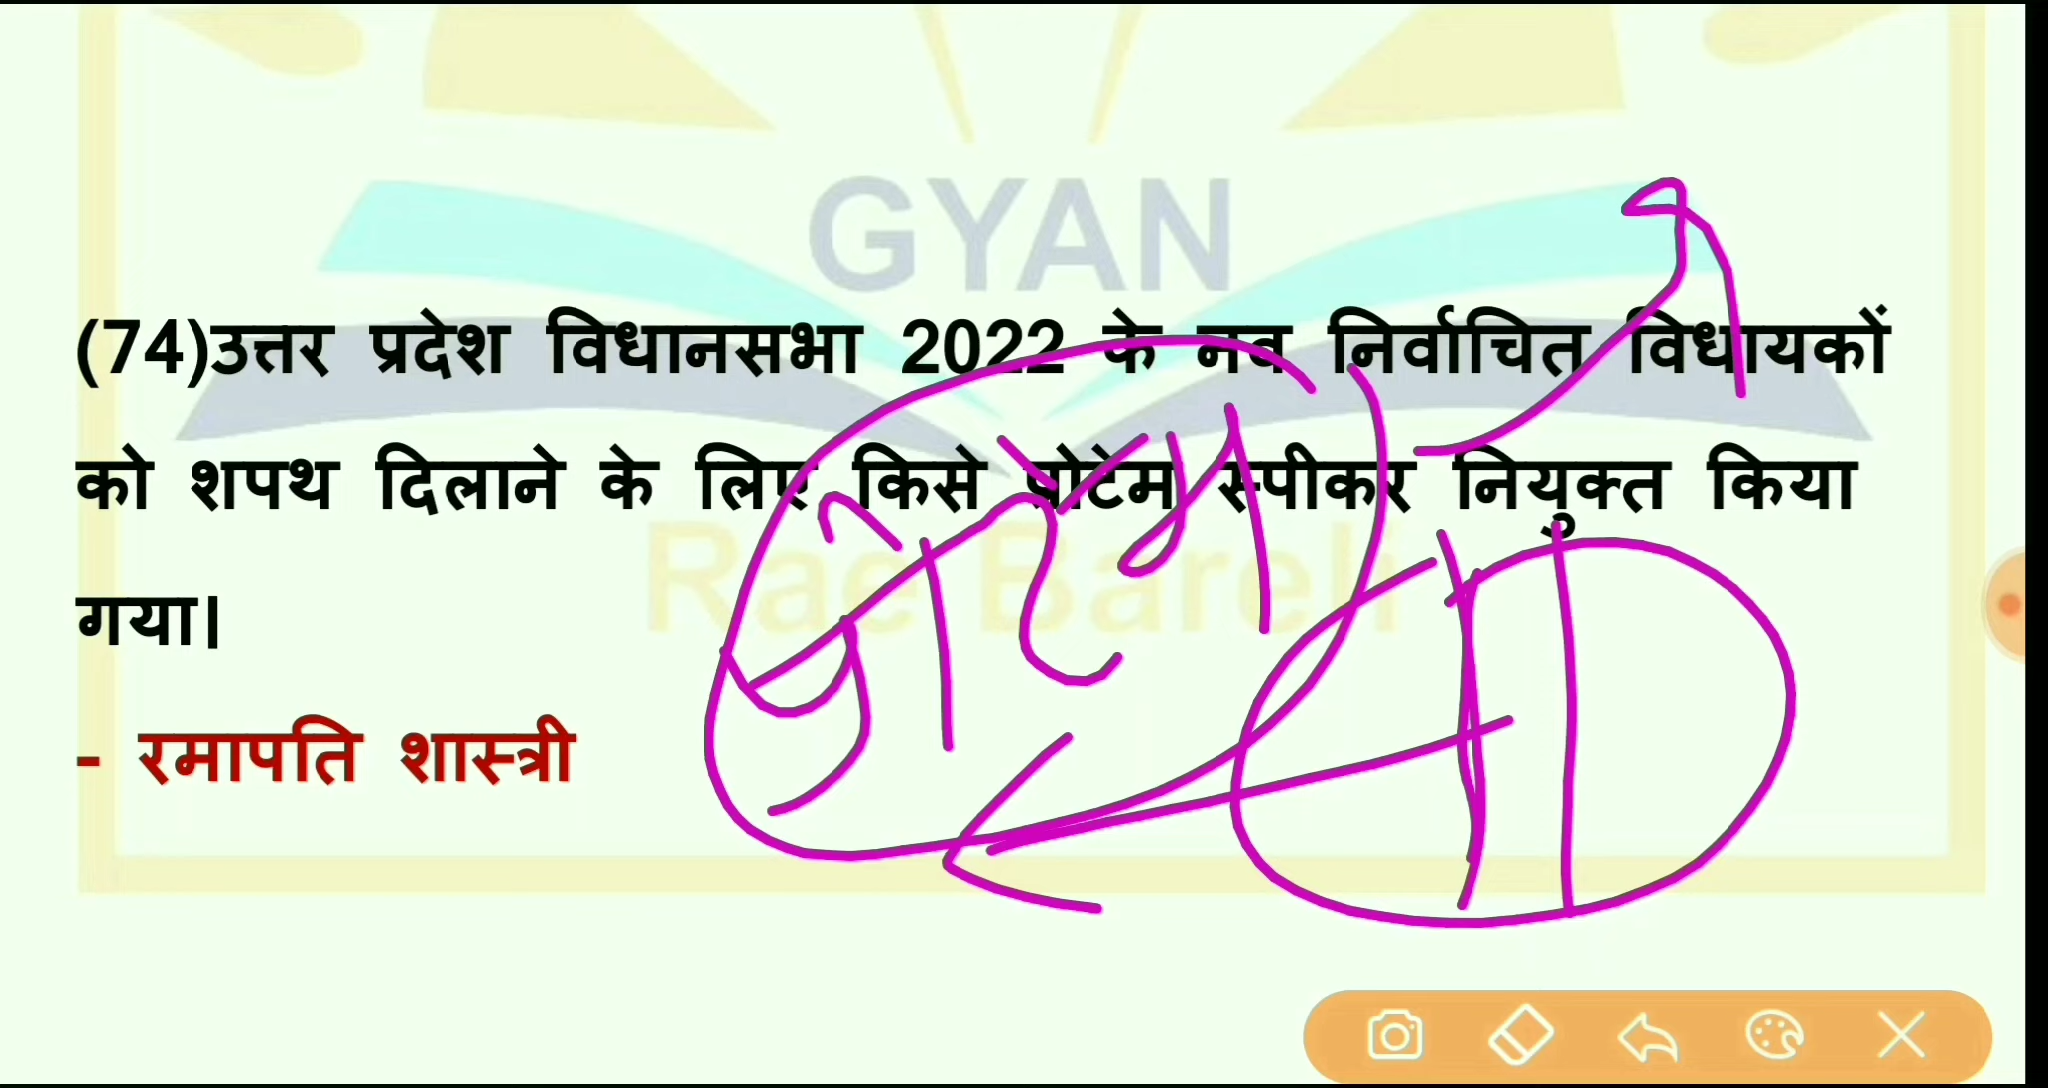 GYAN
(74)उत्तर प्रदेश विधानसभा 2022 के नव निर्वाचित विधायकों
को शपथ दिलाने के लिए किसे प्रोटेम स्पीकर नियुक्त किया
गया।
Rae Bareli
- रमापति शास्त्री